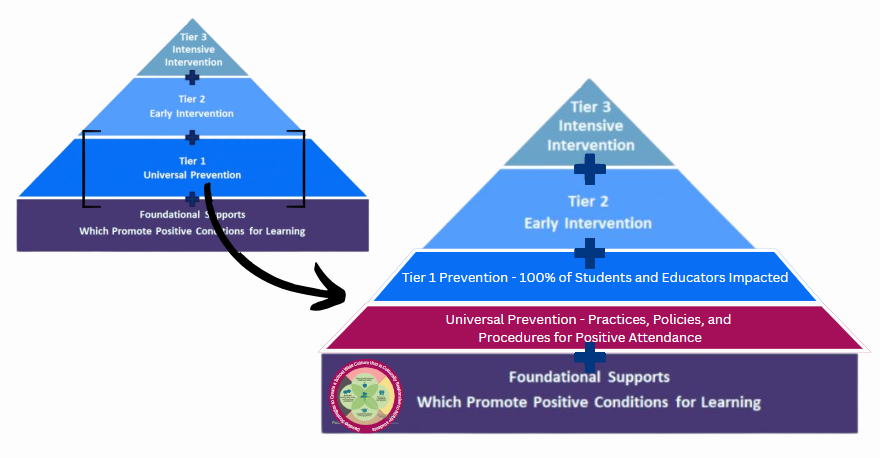 Tier 3
Intensive
Intervention
Tier 2
Early Intervention
Tier 1
Universal Prevention
Foundational Supports
Which Promote Positive Conditions for Learning
Tier 3
Intensive
Intervention
Tier 2
Early Intervention
Tier 1 Prevention - 100% of Students and Educators Impacted
Universal Prevention - Practices, Policies, and
Procedures for Positive Attendance
Foundational Supports
Which Promote Positive Conditions for Learning